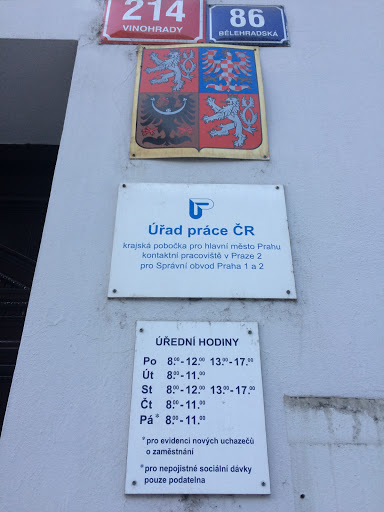 214
VINOHRADY
86
BĚLEHRADSKÁ
ÚP
Úřad práce ČR
krajská pobočka pro hlavní město Prahu
kontaktní pracoviště v Praze 2
pro Správní obvod Praha 1 a 2
ÚŘEDNÍ HODINY
Po 8.00 - 12.00 13.00 - 17.00
Út 8.00 - 11.00
St 8.00 - 12.00 13.00 - 17.00
Čt 8.00 - 11.00
Pá* 8.00 - 11.00
*pro evidenci nových uchazečů
o zaměstnání
*pro nepojistné sociální dávky
pouze podatelna